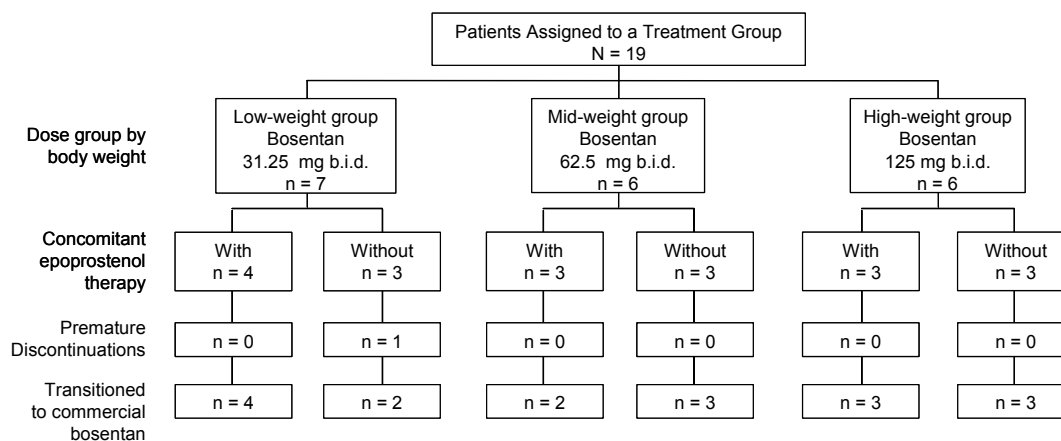 Patients Assigned to a Treatment Group
N = 19
Dose group by
body weight
Low-weight group
Bosentan
31.25 mg b.i.d.
n = 7
Mid-weight group
Bosentan
62.5 mg b.i.d.
n = 6
High-weight group
Bosentan
125 mg b.i.d.
n = 6
Concomitant
epoprostenol
therapy
With
n = 4
Without
n = 3
With
n = 3
Without
n = 3
With
n = 3
Without
n = 3
Premature
Discontinuations
n = 0
n = 1
n = 0
n = 0
n = 0
n = 0
Transitioned
to commercial
bosentan
n = 4
n = 2
n = 2
n = 3
n = 3
n = 3